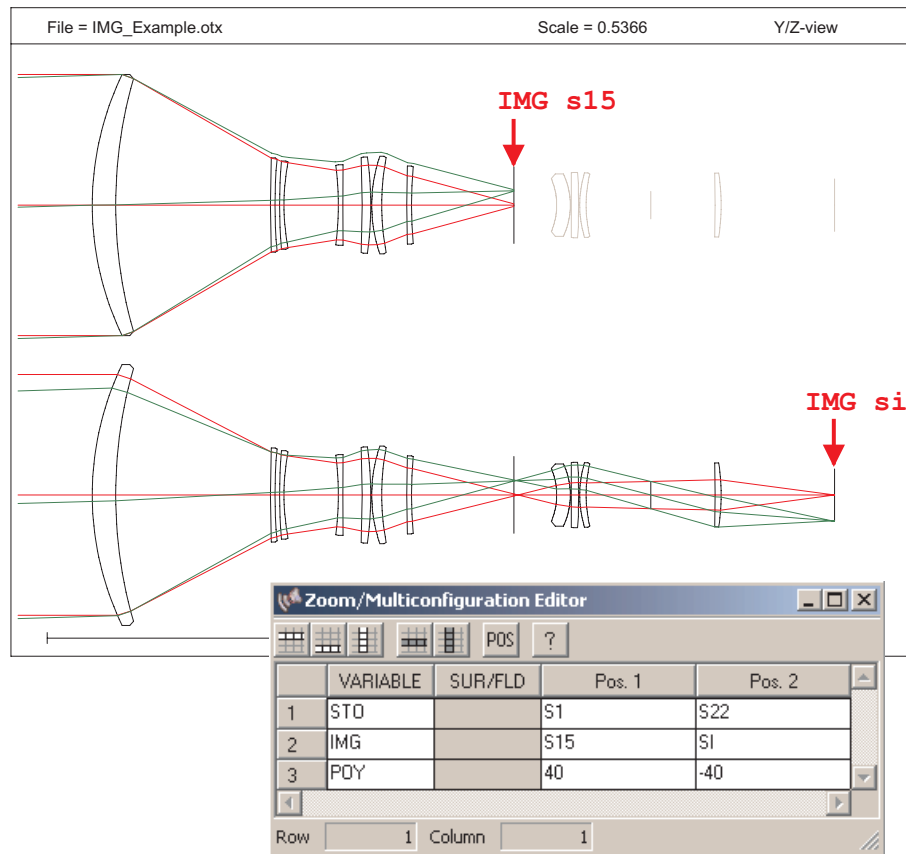 File = IMG_Example.otx Scale = 0.5366 Y/Z-view
IMG s15
IMG si
Zoom/Multiconfiguration Editor
POS ?
VARIABLE SUR/FLD Pos. 1 Pos. 2
1 STO S1 S22
2 IMG S15 SI
3 POY 40 -40
Row 1 Column 1